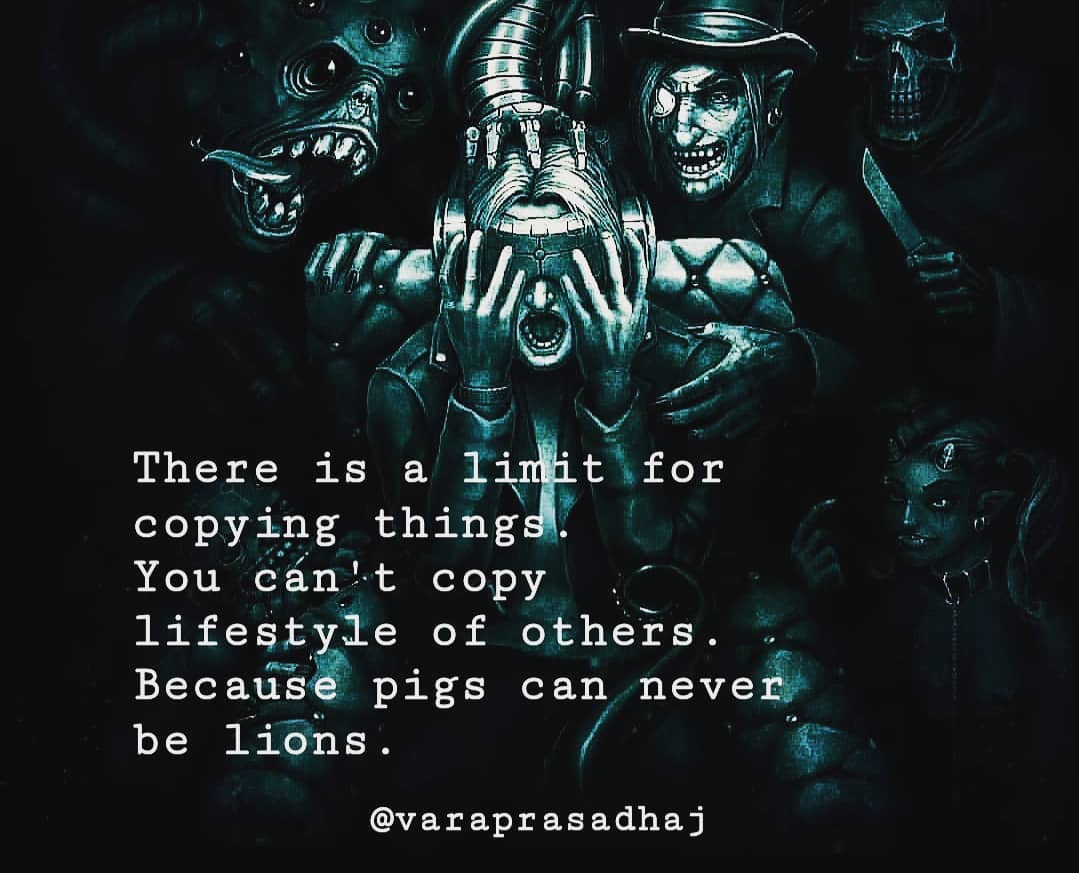 There is a limit for
copying things.
You can't copy
lifestyle of others.
Because pigs can never
be lions.
@varaprasadhaj